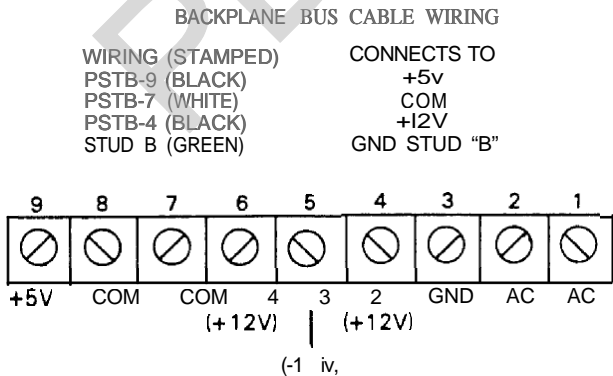 BACKPLANE BUS CABLE WIRING
WIRING (STAMPED) CONNECTS TO
PSTB-9 (BLACK) +5v
PSTB-7 (WHITE) COM
PSTB-4 (BLACK) +I2V
STUD B (GREEN) GND STUD “B”
9 8 7 6 5 4 3 2 1
+5V COM COM 4 3 2 GND AC AC
(+12V) (+12V)
(-1 iv,